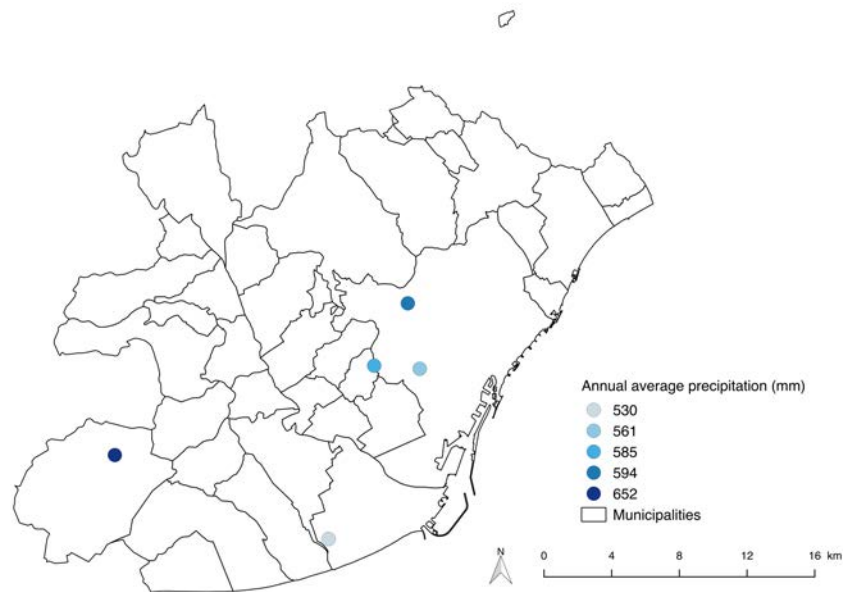 Annual average precipitation (mm)
530
561
585
594
652
Municipalities
N
0 4 8 12 16 km